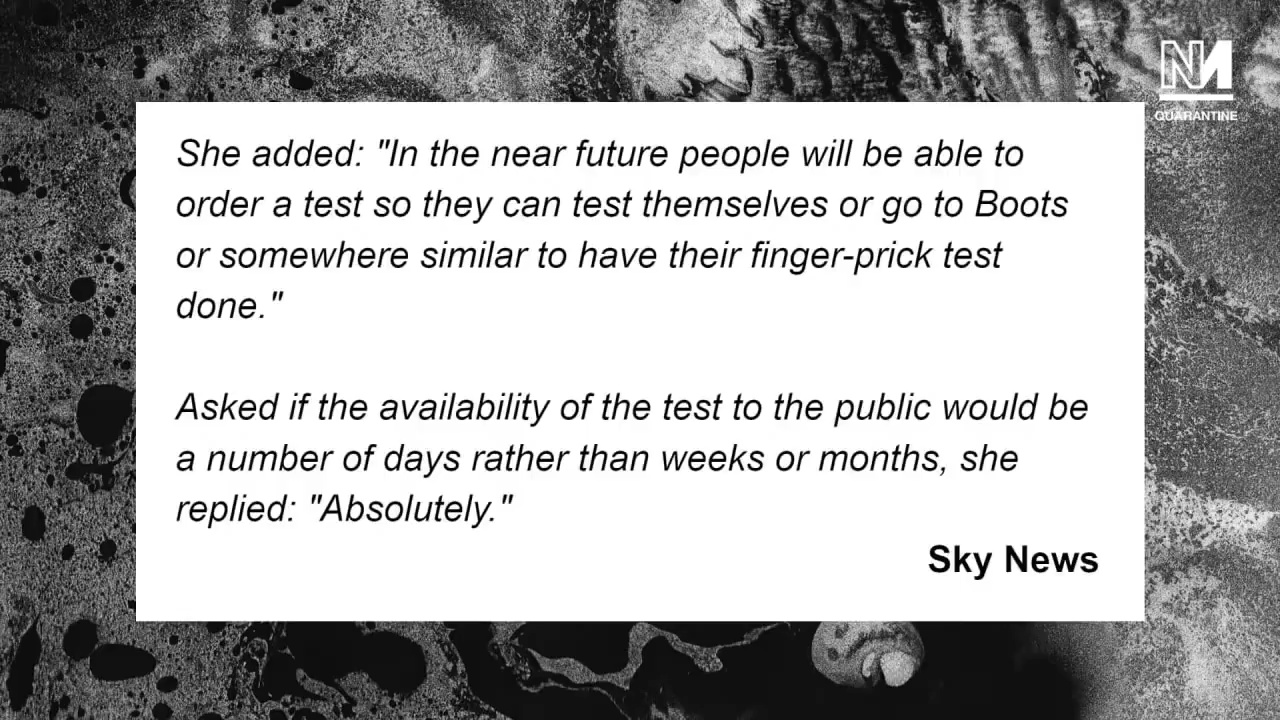 NM
QUARANTINE
She added: "In the near future people will be able to
order a test so they can test themselves or go to Boots
or somewhere similar to have their finger-prick test
done."
Asked if the availability of the test to the public would be
a number of days rather than weeks or months, she
replied: "Absolutely."
Sky News